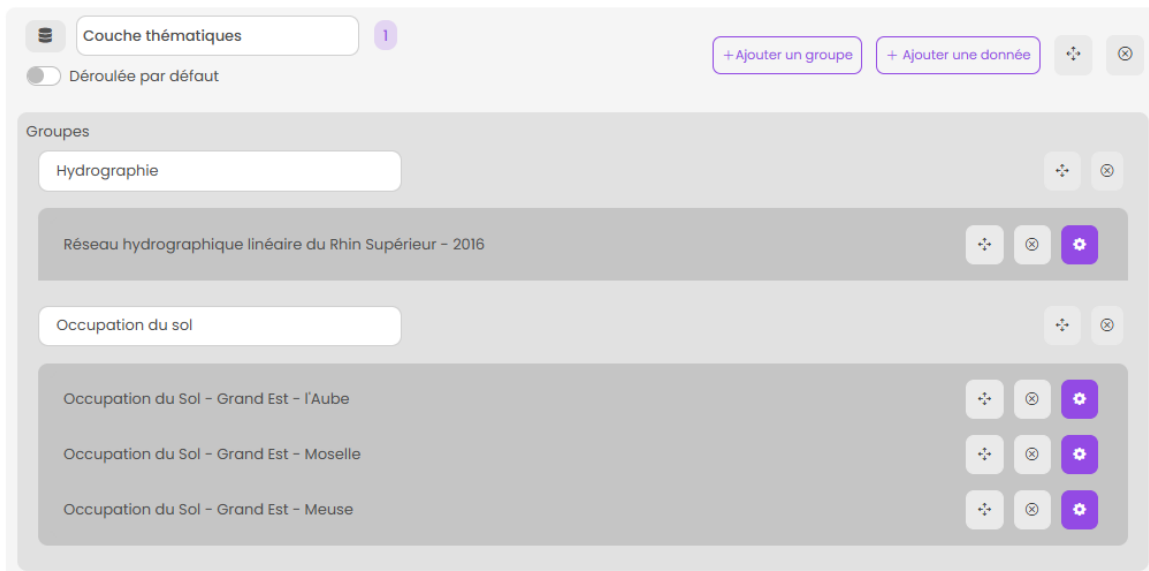 Couche thématiques
1
+Ajouter un groupe
+ Ajouter une donnée
Déroulée par défaut
Groupes
Hydrographie
Réseau hydrographique linéaire du Rhin Supérieur - 2016
Occupation du sol
Occupation du Sol - Grand Est - l'Aube
Occupation du Sol - Grand Est - Moselle
Occupation du Sol - Grand Est - Meuse